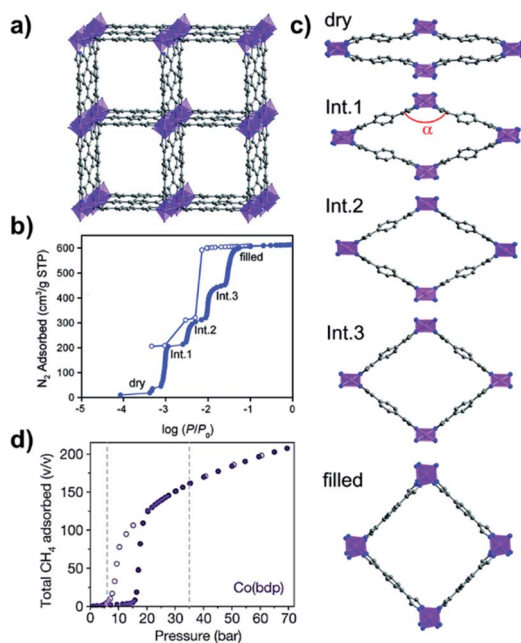 a)
b)
N₂ Adsorbed (cm³/g STP)
600
500
400
300
200
100
0
dry
Int.1
Int.2
Int.3
filled
-5
-4
-3
-2
-1
0
log (P/P₀)
c)
dry
Int.1
α
Int.2
Int.3
filled
d)
Total CH₄ adsorbed (v/v)
200
150
100
50
0
Co(bdp)
0 10 20 30 40 50 60 70
Pressure (bar)